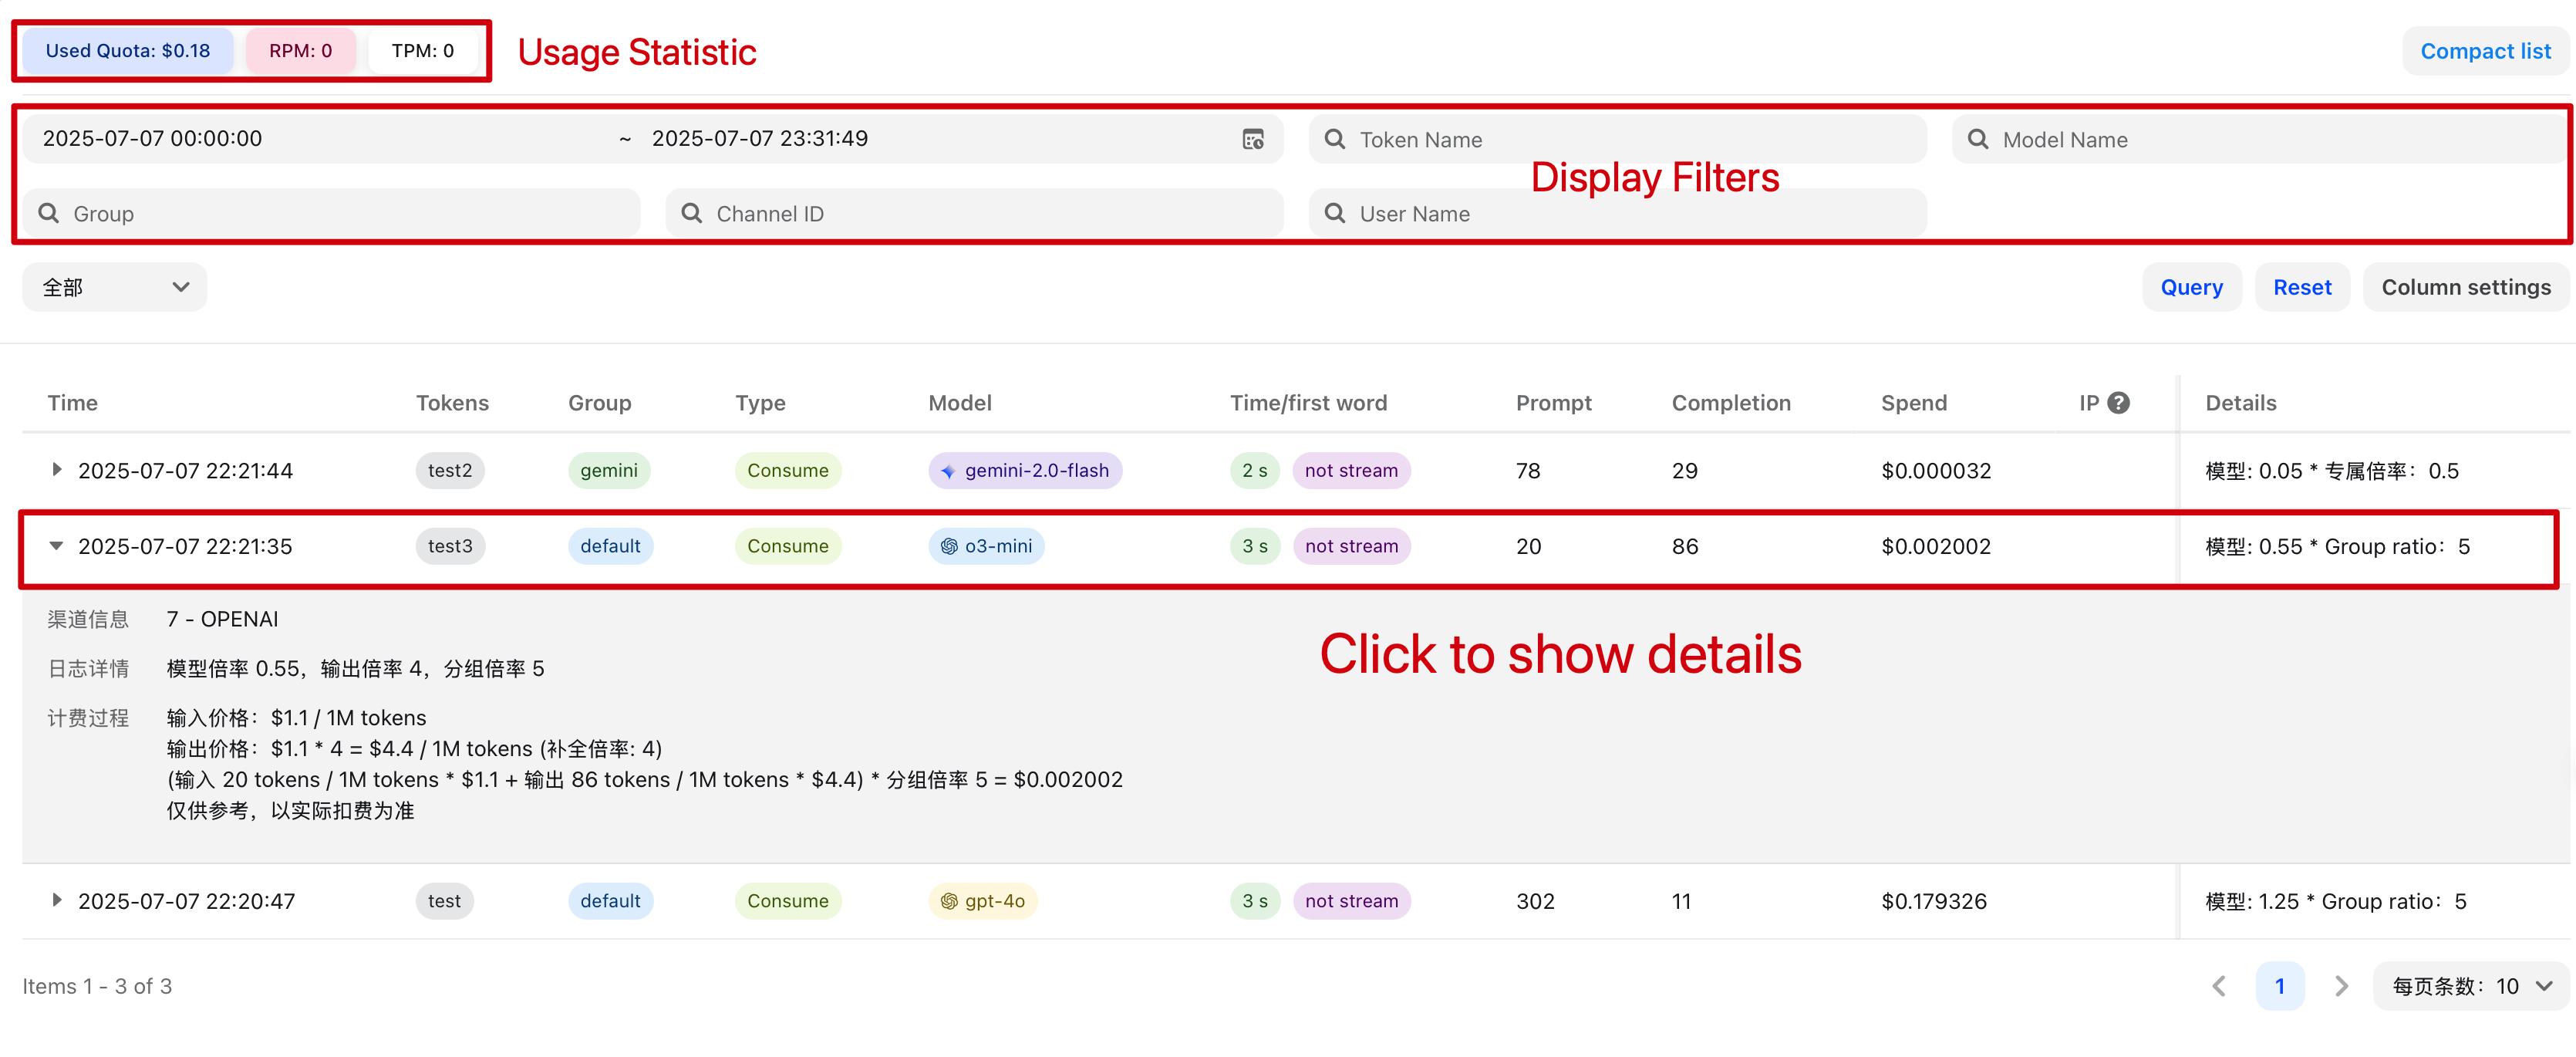 Used Quota: $0.18 RPM: 0 TPM: 0 Usage Statistic Compact list
2025-07-07 00:00:00 ~ 2025-07-07 23:31:49 Token Name Model Name
Display Filters
Group Channel ID User Name
全部 Query Reset Column settings
Time Tokens Group Type Model Time/first word Prompt Completion Spend IP Details
2025-07-07 22:21:44 test2 gemini Consume gemini-2.0-flash 2 s not stream 78 29 $0.000032 模型: 0.05 * 专属倍率：0.5
2025-07-07 22:21:35 test3 default Consume o3-mini 3 s not stream 20 86 $0.002002 模型: 0.55 * Group ratio：5
渠道信息 7 - OPENAI
Click to show details
日志详情 模型倍率 0.55，输出倍率 4，分组倍率 5
计费过程 输入价格：$1.1 / 1M tokens
输出价格：$1.1 * 4 = $4.4 / 1M tokens (补全倍率: 4)
(输入 20 tokens / 1M tokens * $1.1 + 输出 86 tokens / 1M tokens * $4.4) * 分组倍率 5 = $0.002002
仅供参考，以实际扣费为准
2025-07-07 22:20:47 test default Consume gpt-4o 3 s not stream 302 11 $0.179326 模型: 1.25 * Group ratio：5
Items 1 - 3 of 3 1 每页条数：10